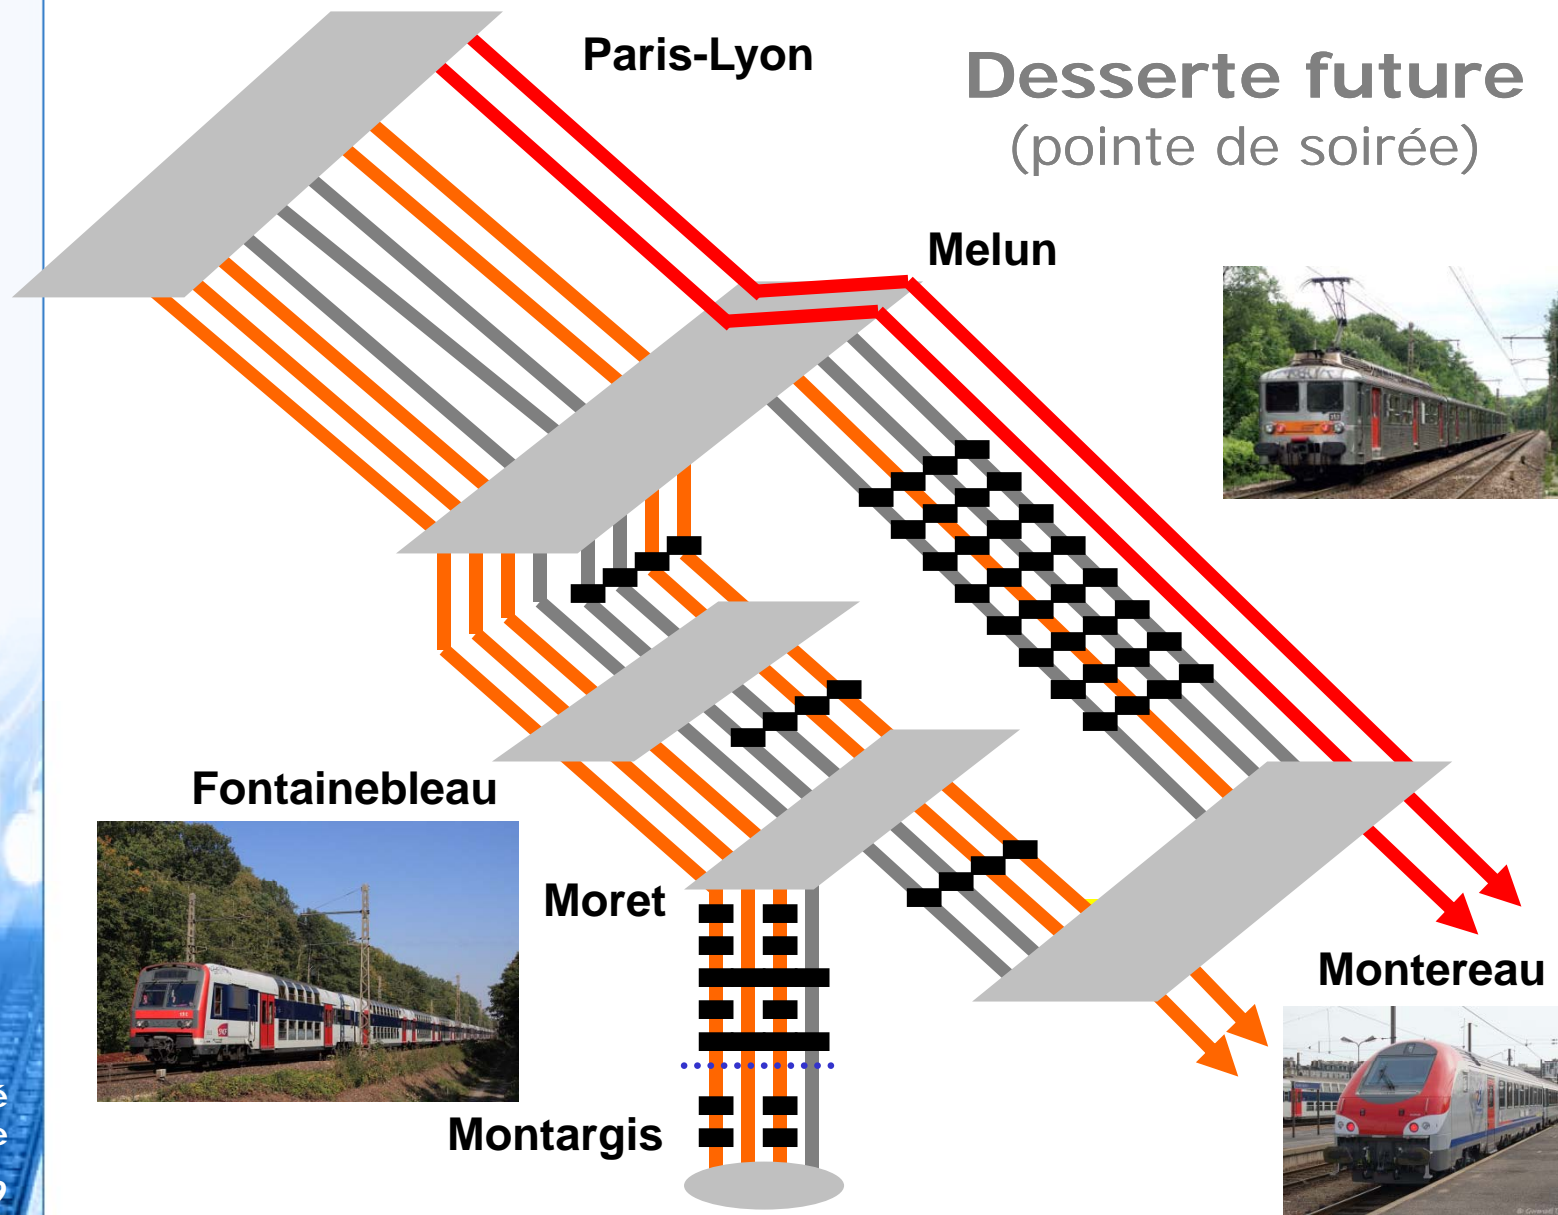 Paris-Lyon
Desserte future
(pointe de soirée)
Melun
Fontainebleau
Moret
Montereau
Montargis